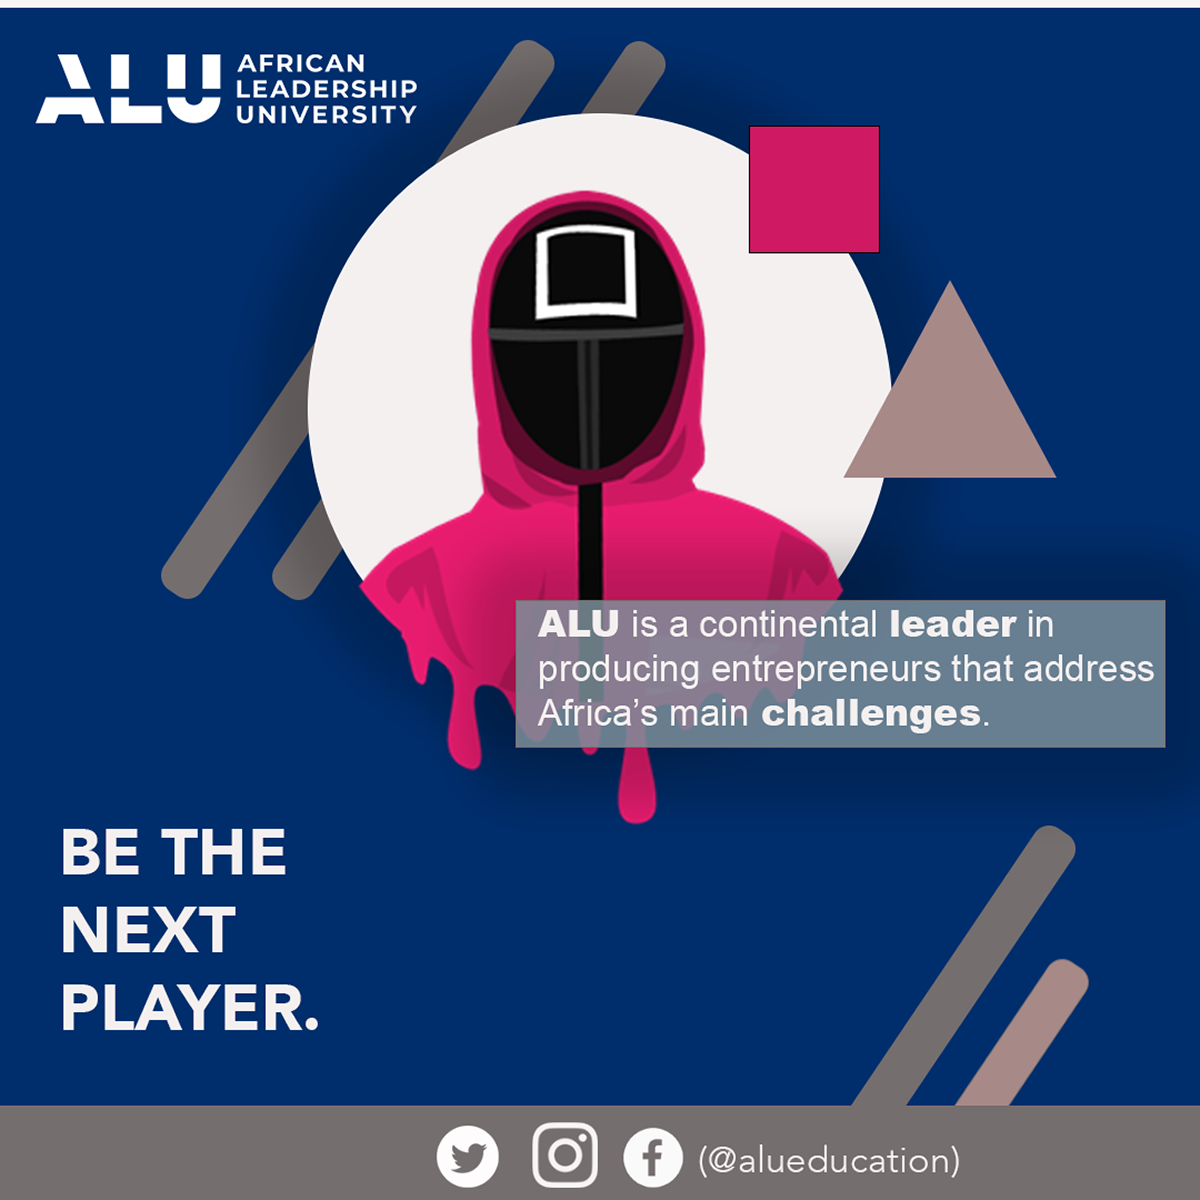 ALU
AFRICAN
LEADERSHIP
UNIVERSITY
ALU is a continental leader in
producing entrepreneurs that address
Africa’s main challenges.
BE THE
NEXT
PLAYER.
(@alueducation)